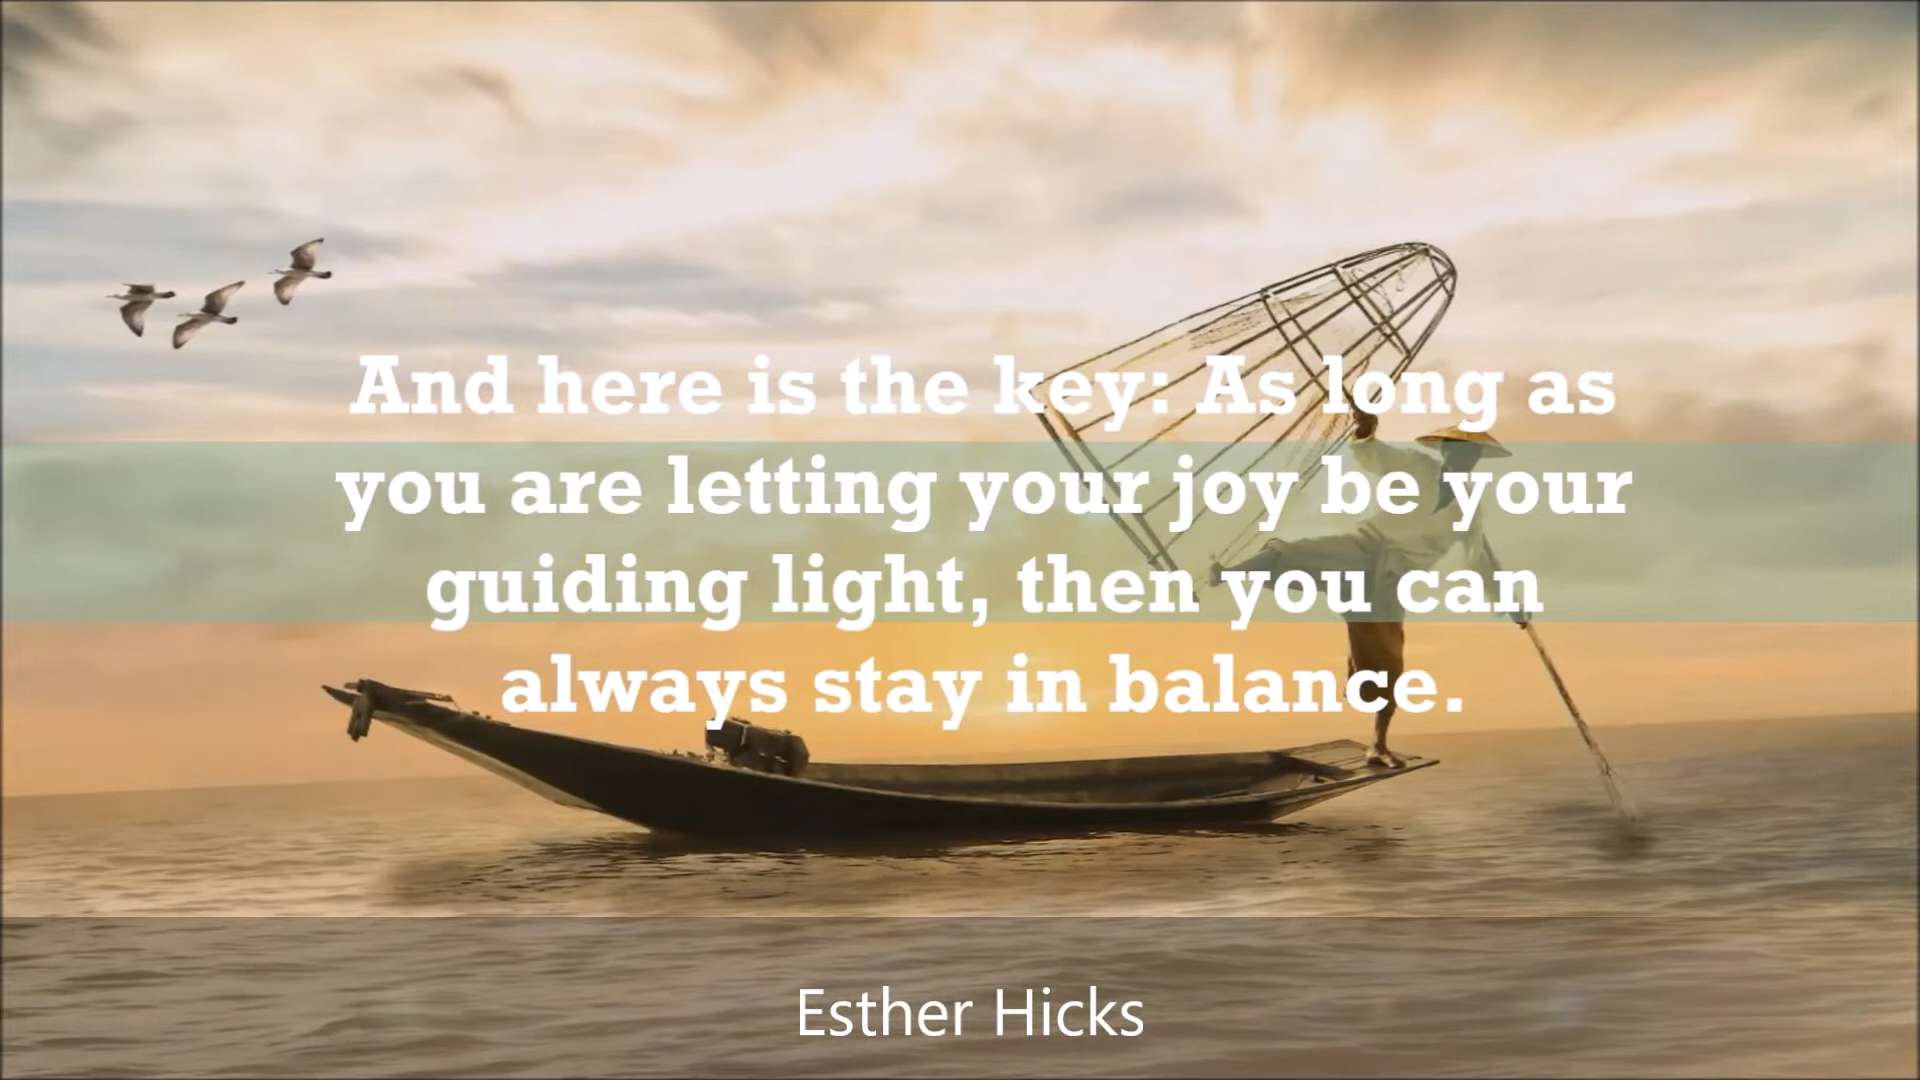 And here is the key: As long as
you are letting your joy be your
guiding light, then you can
always stay in balance.
Esther Hicks